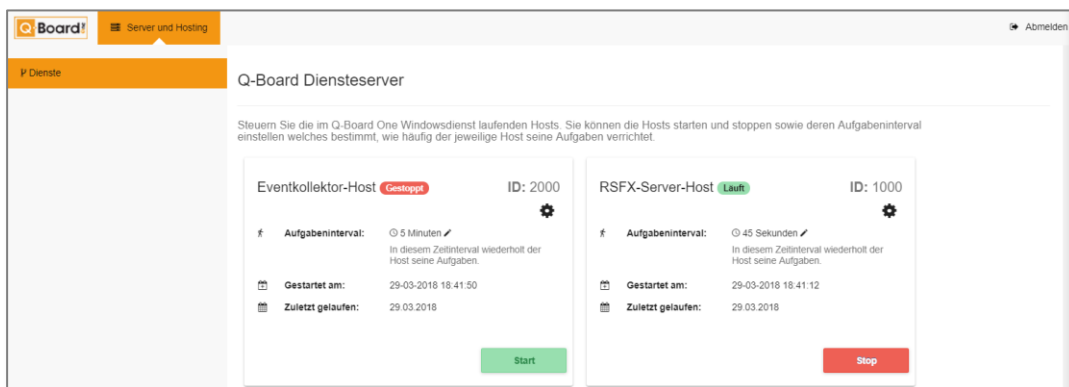 Q Board! Server und Hosting Abmelden
Dienste
Q-Board Diensteserver
Steuern Sie die im Q-Board One Windowsdienst laufenden Hosts. Sie können die Hosts starten und stoppen sowie deren Aufgabeninterval
einstellen welches bestimmt, wie häufig der jeweilige Host seine Aufgaben verrichtet.
Eventkollektor-Host Gestoppt ID: 2000
Aufgabeninterval: 5 Minuten
In diesem Zeitinterval wiederholt der
Host seine Aufgaben.
Gestartet am: 29-03-2018 18:41:50
Zuletzt gelaufen: 29.03.2018
Start
RSFX-Server-Host Läuft ID: 1000
Aufgabeninterval: 45 Sekunden
In diesem Zeitinterval wiederholt der
Host seine Aufgaben.
Gestartet am: 29-03-2018 18:41:12
Zuletzt gelaufen: 29.03.2018
Stop